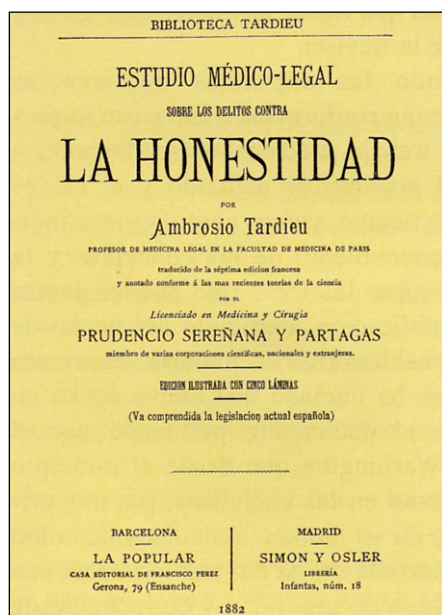 BIBLIOTECA TARDIEU
ESTUDIO MÉDICO-LEGAL
SOBRE LOS DELITOS CONTRA
LA HONESTIDAD
POR
Ambrosio Tardieu
PROFESOR DE MEDICINA LEGAL EN LA FACULTAD DE MEDICINA DE PARIS
traducido de la séptima edicion francesa
y anotado conforme á las mas recientes teorías de la ciencia
POR EL
Licenciado en Medicina y Cirugia
PRUDENCIO SEREÑANA Y PARTAGAS
miembro de varias corporaciones científicas, nacionales y extranjeras.
EDICION ILUSTRADA CON CINCO LÁMINAS
(Va comprendida la legislacion actual española)
BARCELONA
LA POPULAR
CASA EDITORIAL DE FRANCISCO PEREZ
Gerona, 79 (Ensanche)
MADRID
SIMON Y OSLER
LIBRERÍA
Infantas, núm. 18
1882